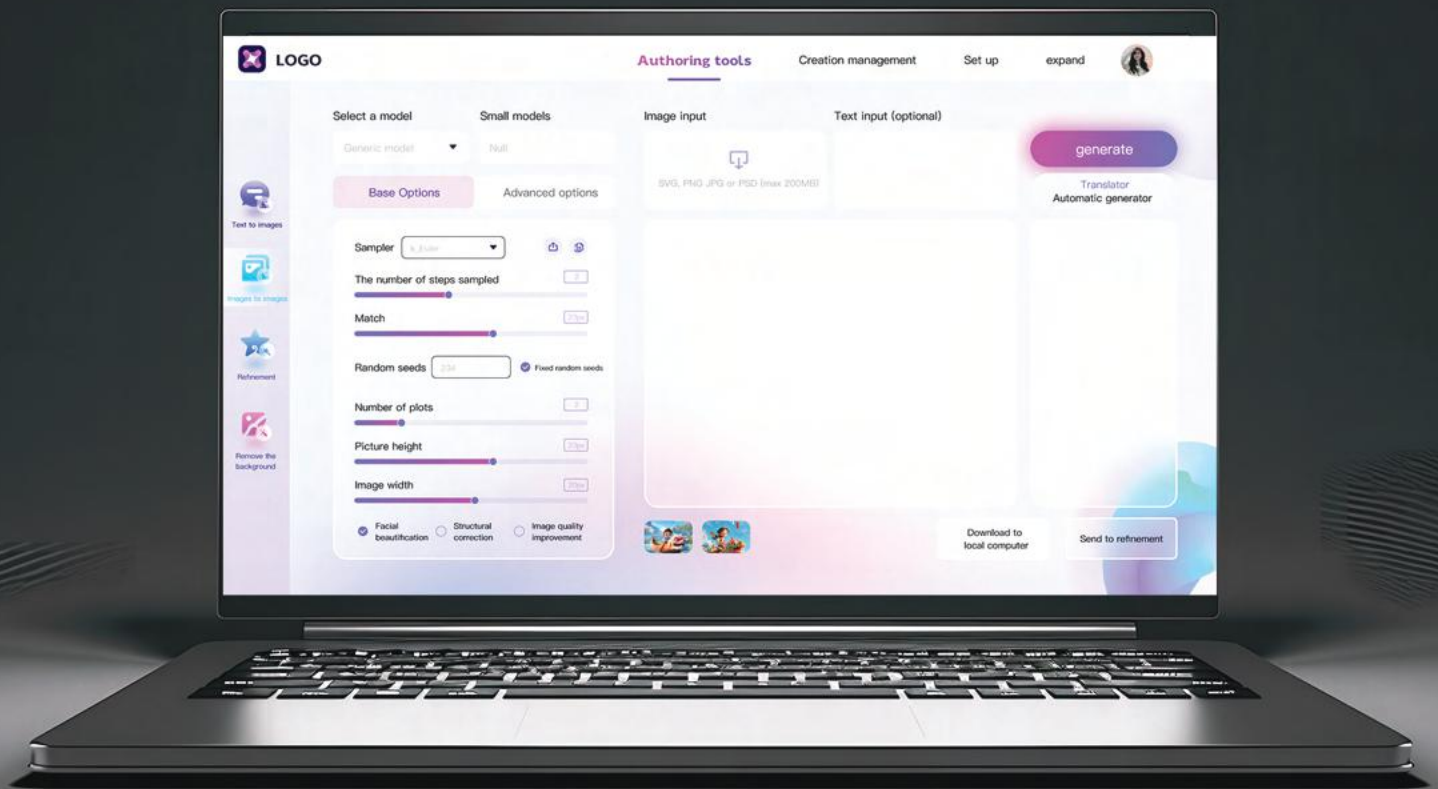 LOGO
Authoring tools
Creation management
Set up
expand
Select a model
Small models
Image input
Text input (optional)
Generic model
Null
SVG, PNG JPG or PSD (max 200MB)
generate
Translator
Automatic generator
Base Options
Advanced options
Text to images
Images to images
Refinement
Remove the
background
Sampler
The number of steps sampled
Match
Random seeds
234
Fixed random seeds
Number of plots
Picture height
Image width
20px
Facial
beautification
Structural
correction
Image quality
improvement
Download to
local computer
Send to refinement